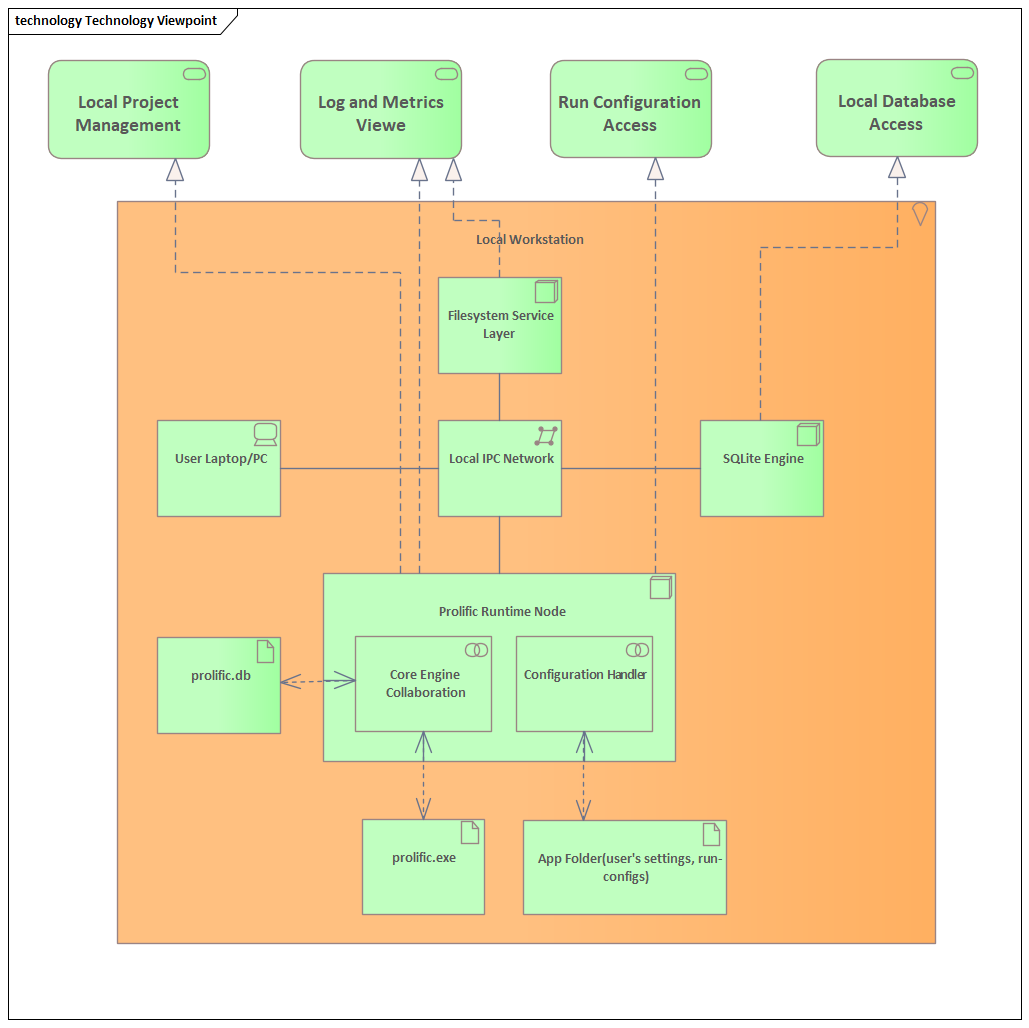 technology Technology Viewpoint
Local Project
Management
Log and Metrics
Viewe
Run Configuration
Access
Local Database
Access
Local Workstation
Filesystem Service
Layer
User Laptop/PC
Local IPC Network
SQLite Engine
Prolific Runtime Node
prolific.db
Core Engine
Collaboration
Configuration Handler
prolific.exe
App Folder(user's settings, run-
configs)